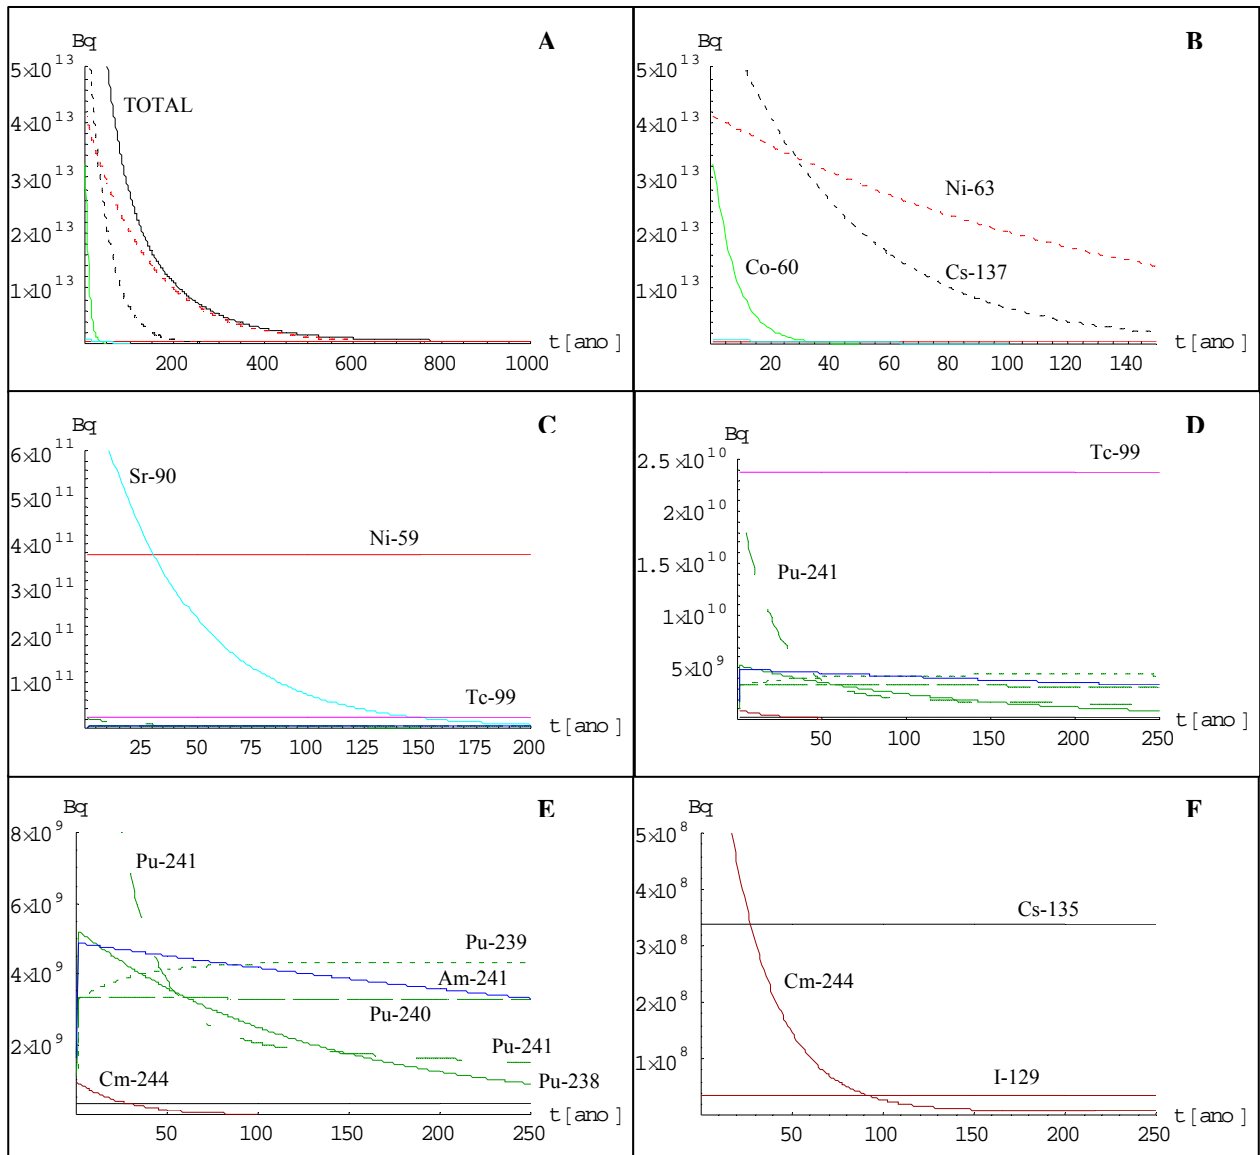 A
Bq
5×10^13
4×10^13
3×10^13
2×10^13
1×10^13
TOTAL
200 400 600 800 1000 t[ano]
B
Bq
5×10^13
4×10^13
3×10^13
2×10^13
1×10^13
Ni-63
Co-60
Cs-137
20 40 60 80 100 120 140 t[ano]
C
Bq
6×10^11
5×10^11
4×10^11
3×10^11
2×10^11
1×10^11
Sr-90
Ni-59
Tc-99
25 50 75 100 125 150 175 200 t[ano]
D
Bq
2.5×10^10
2×10^10
1.5×10^10
1×10^10
5×10^9
Tc-99
Pu-241
50 100 150 200 250 t[ano]
E
Bq
8×10^9
6×10^9
4×10^9
2×10^9
Pu-241
Pu-239
Am-241
Pu-240
Pu-241
Cm-244
Pu-238
50 100 150 200 250 t[ano]
F
Bq
5×10^8
4×10^8
3×10^8
2×10^8
1×10^8
Cs-135
Cm-244
I-129
50 100 150 200 250 t[ano]